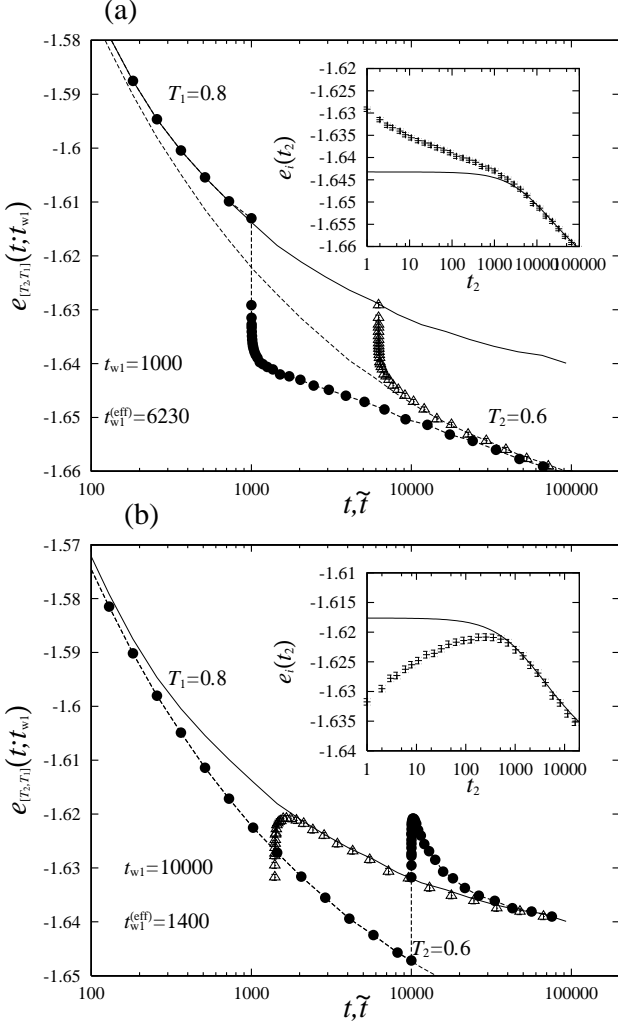 (a)
-1.58
-1.59
-1.6
-1.61
-1.62
-1.63
-1.64
-1.65
-1.66
e[T2,T1](t;tw1)
T1=0.8
tw1=1000
tw1(eff)=6230
T2=0.6
100 1000 10000 100000
t,t̃
-1.62
-1.63
-1.635
-1.64
-1.645
-1.65
-1.655
-1.66
ei(t2)
1 10 100 1000 10000 100000
t2
(b)
-1.57
-1.58
-1.59
-1.6
-1.61
-1.62
-1.63
-1.64
-1.65
e[T2,T1](t;tw1)
T1=0.8
tw1=10000
tw1(eff)=1400
T2=0.6
100 1000 10000 100000
t,t̃
-1.61
-1.615
-1.62
-1.625
-1.63
-1.635
-1.64
ei(t2)
1 10 100 1000 10000
t2